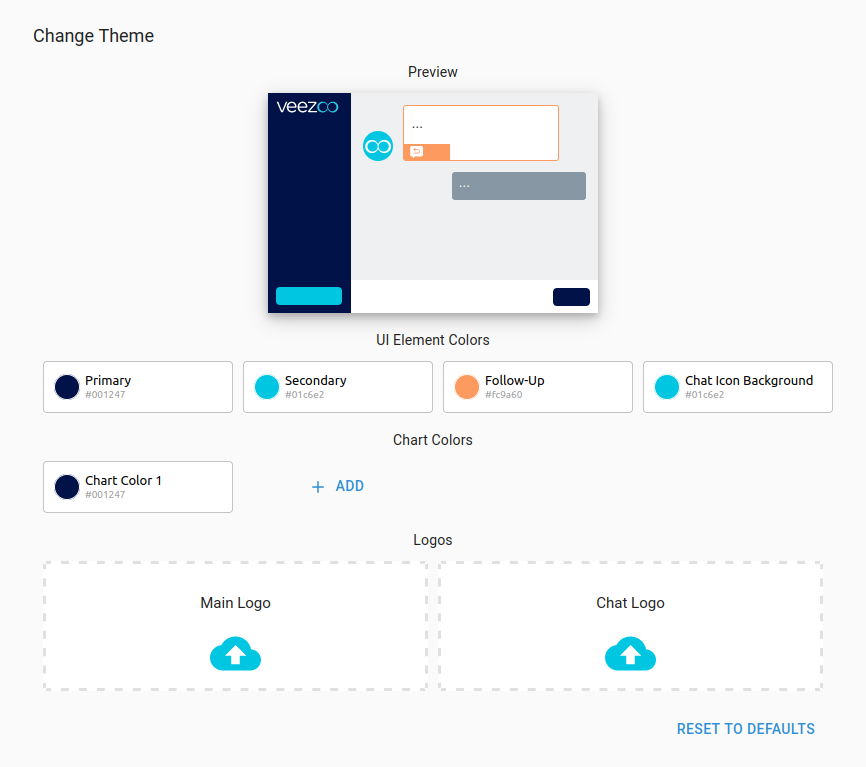 Change Theme
Preview
veezoo
...
...
UI Element Colors
Primary
#001247
Secondary
#01c6e2
Follow-Up
#fc9a60
Chat Icon Background
#01c6e2
Chart Colors
Chart Color 1
#001247
+ ADD
Logos
Main Logo
Chat Logo
RESET TO DEFAULTS